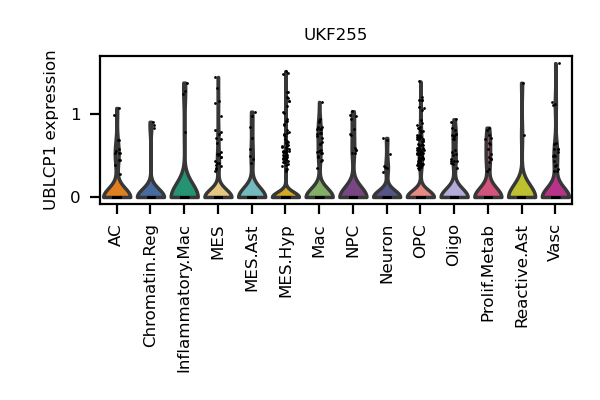 UKF255
UBLCP1 expression
1
0
AC
Chromatin.Reg
Inflammatory.Mac
MES
MES.Ast
MES.Hyp
Mac
NPC
Neuron
OPC
Oligo
Prolif.Metab
Reactive.Ast
Vasc